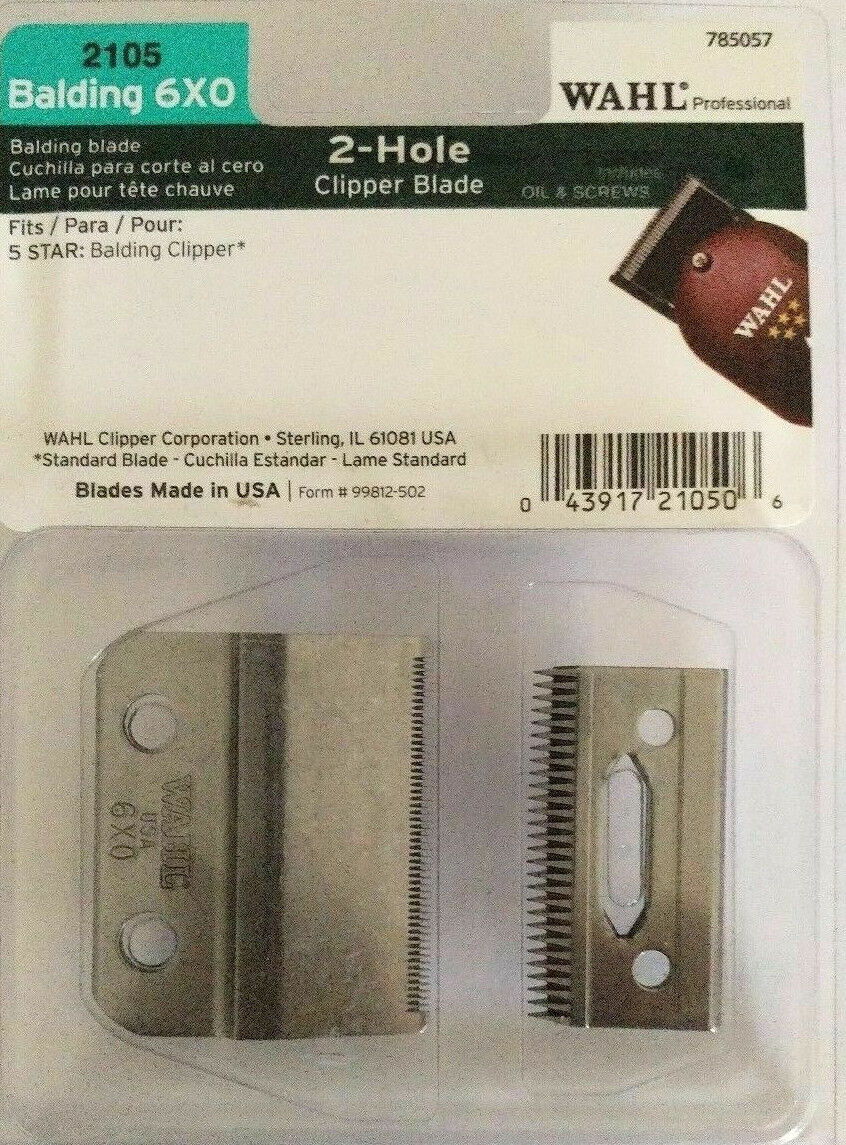 2105
Balding 6X0
785057
WAHL® Professional
Balding blade
Cuchilla para corte al cero
Lame pour tête chauve
2-Hole
Clipper Blade
OIL & SCREWS
Fits / Para / Pour:
5 STAR: Balding Clipper*
WAHL
WAHL Clipper Corporation • Sterling, IL 61081 USA
*Standard Blade - Cuchilla Estandar - Lame Standard
Blades Made in USA | Form # 99812-502
0 43917 21050 6
WAHL
USA
6X0